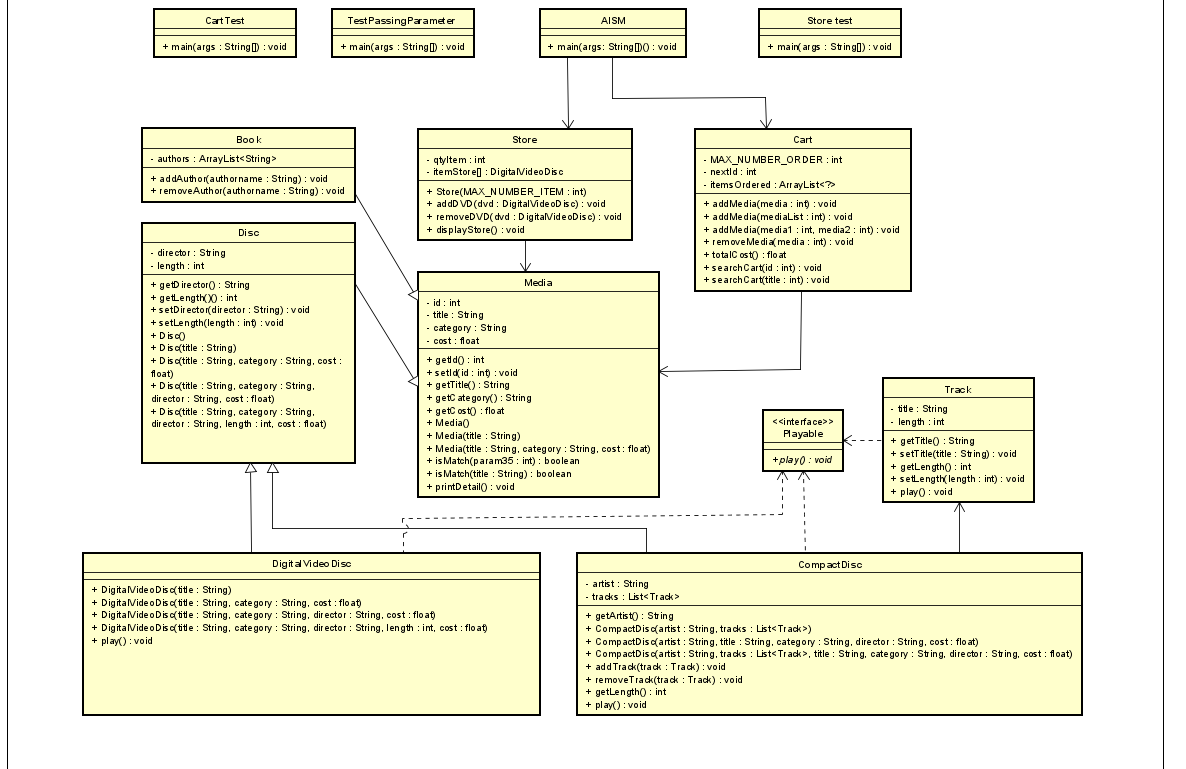 CartTest
+ main(args : String[]) : void
TestPassingParameter
+ main(args : String[]) : void
AISM
+ main(args: String[])() : void
Store test
+ main(args : String[]) : void
Book
- authors : ArrayList<String>
+ addAuthor(authorname : String) : void
+ removeAuthor(authorname : String) : void
Store
- qtyItem : int
- itemStore[] : DigitalVideoDisc
+ Store(MAX_NUMBER_ITEM : int)
+ addDVD(dvd : DigitalVideoDisc) : void
+ removeDVD(dvd : DigitalVideoDisc) : void
+ displayStore() : void
Cart
- MAX_NUMBER_ORDER : int
- nextId : int
- itemsOrdered : ArrayList<?>
+ addMedia(media : int) : void
+ addMedia(mediaList : int) : void
+ addMedia(media1 : int, media2 : int) : void
+ removeMedia(media : int) : void
+ totalCost() : float
+ searchCart(id : int) : void
+ searchCart(title : int) : void
Disc
- director : String
- length : int
+ getDirector() : String
+ getLength()() : int
+ setDirector(director : String) : void
+ setLength(length : int) : void
+ Disc()
+ Disc(title : String)
+ Disc(title : String, category : String, cost :
float)
+ Disc(title : String, category : String,
director : String, cost : float)
+ Disc(title : String, category : String,
director : String, length : int, cost : float)
Media
- id : int
- title : String
- category : String
- cost : float
+ getId() : int
+ setId(id : int) : void
+ getTitle() : String
+ getCategory() : String
+ getCost() : float
+ Media()
+ Media(title : String)
+ Media(title : String, category : String, cost : float)
+ isMatch(param35 : int) : boolean
+ isMatch(title : String) : boolean
+ printDetail() : void
<<interface>>
Playable
+ play() : void
Track
- title : String
- length : int
+ getTitle() : String
+ setTitle(title : String) : void
+ getLength() : int
+ setLength(length : int) : void
+ play() : void
DigitalVideoDisc
+ DigitalVideoDisc(title : String)
+ DigitalVideoDisc(title : String, category : String, cost : float)
+ DigitalVideoDisc(title : String, category : String, director : String, cost : float)
+ DigitalVideoDisc(title : String, category : String, director : String, length : int, cost : float)
+ play() : void
CompactDisc
- artist : String
- tracks : List<Track>
+ getArtist() : String
+ CompactDisc(artist : String, tracks : List<Track>)
+ CompactDisc(artist : String, title : String, category : String, director : String, cost : float)
+ CompactDisc(artist : String, tracks : List<Track>, title : String, category : String, director : String, cost : float)
+ addTrack(track : Track) : void
+ removeTrack(track : Track) : void
+ getLength() : int
+ play() : void